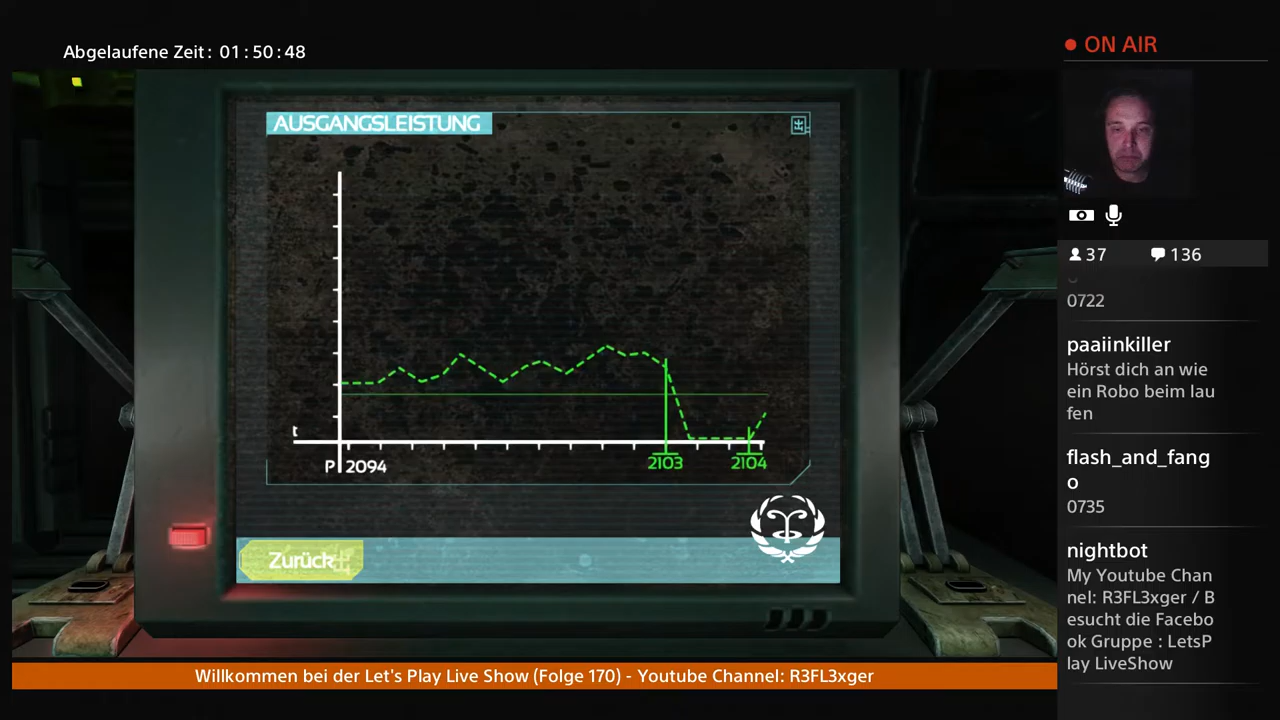 Abgelaufene Zeit: 01:50:48
ON AIR
AUSGANGSLEISTUNG
t
P 2094
2103
2104
Zurück
37
136
0722
paaiinkiller
Hörst dich an wie
ein Robo beim lau
fen
flash_and_fang
o
0735
nightbot
My Youtube Chan
nel: R3FL3xger / B
esucht die Facebo
ok Gruppe : LetsP
lay LiveShow
Willkommen bei der Let's Play Live Show (Folge 170) - Youtube Channel: R3FL3xger